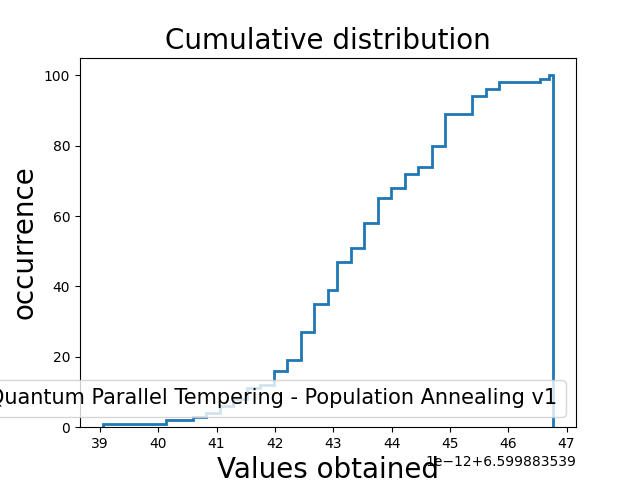 Cumulative distribution
100
80
60
40
20
0
occurrence
Quantum Parallel Tempering - Population Annealing v1
39 40 41 42 43 44 45 46 47
1e−12+6.599883539
Values obtained